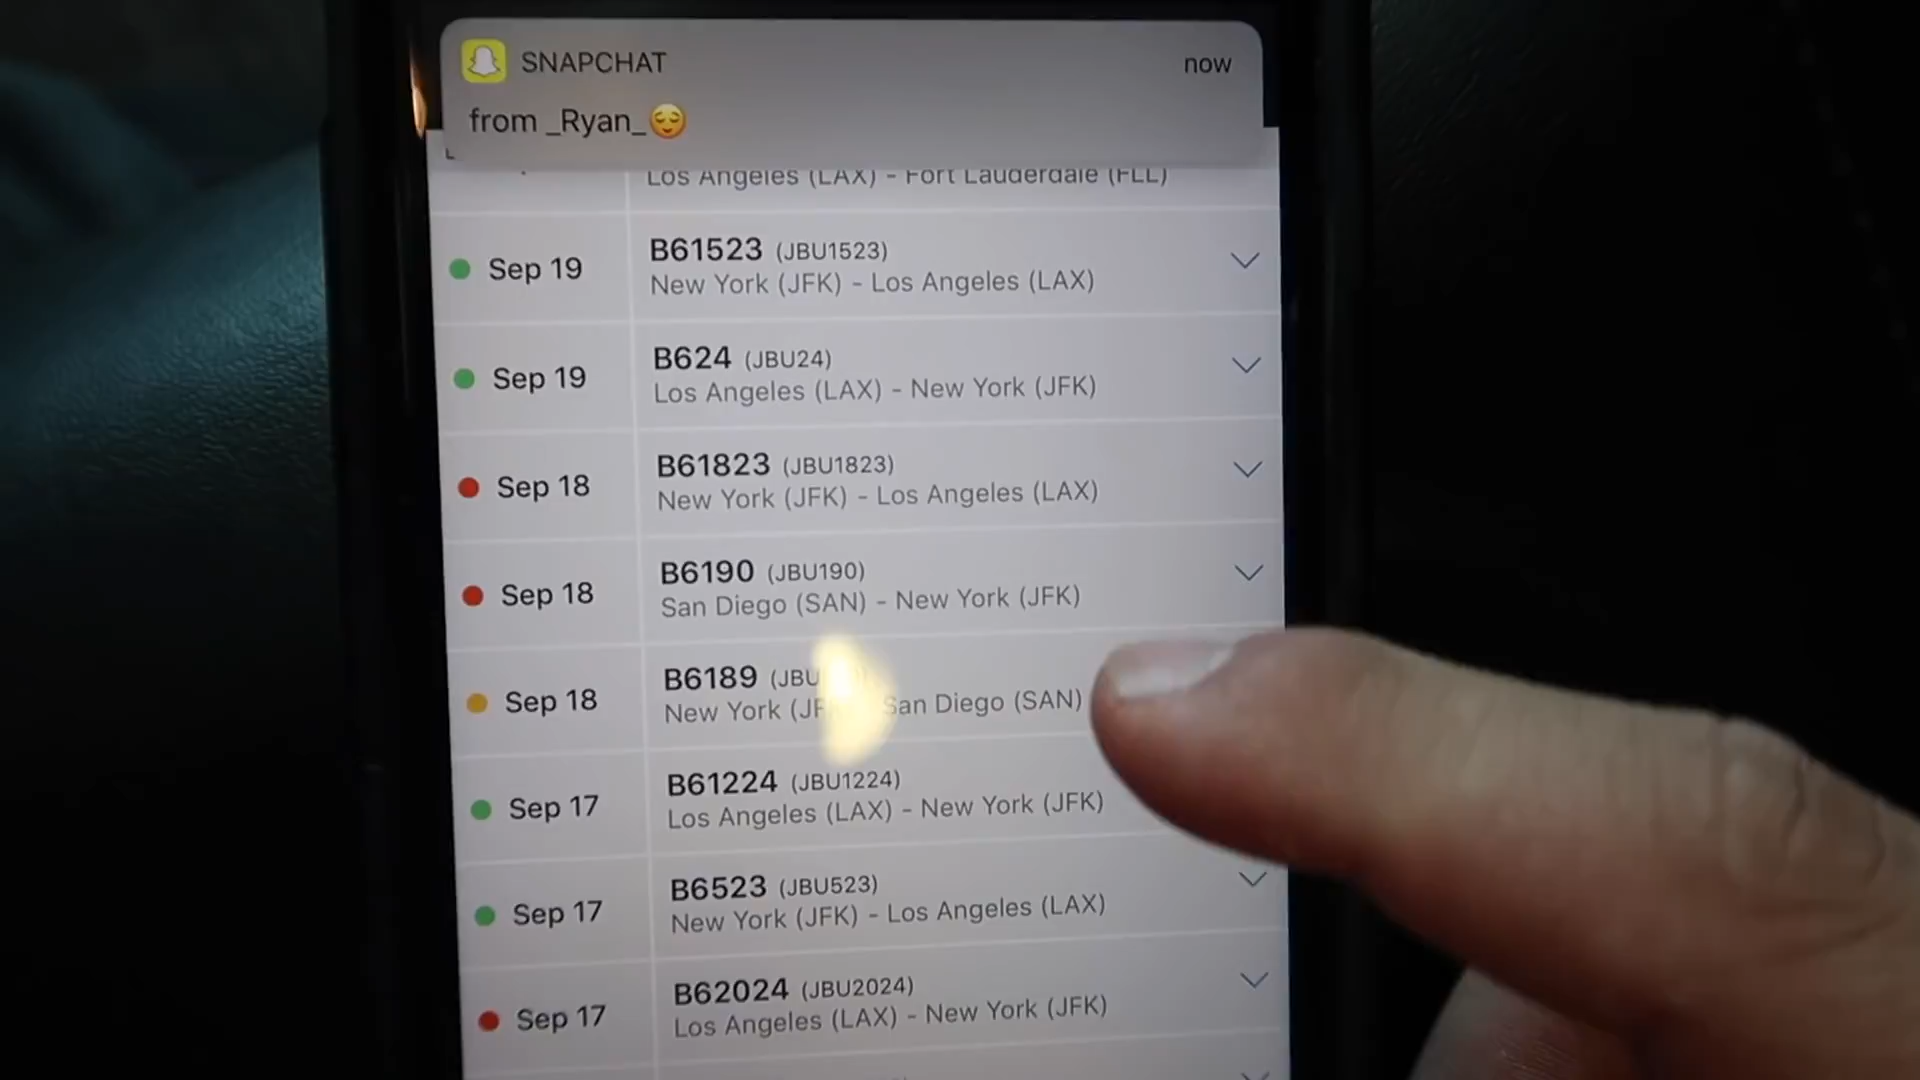 SNAPCHAT
now
from _Ryan_😌
Los Angeles (LAX) - Fort Lauderdale (FLL)
Sep 19
B61523 (JBU1523)
New York (JFK) - Los Angeles (LAX)
Sep 19
B624 (JBU24)
Los Angeles (LAX) - New York (JFK)
Sep 18
B61823 (JBU1823)
New York (JFK) - Los Angeles (LAX)
Sep 18
B6190 (JBU190)
San Diego (SAN) - New York (JFK)
Sep 18
B6189 (JBU
New York (JF San Diego (SAN)
Sep 17
B61224 (JBU1224)
Los Angeles (LAX) - New York (JFK)
Sep 17
B6523 (JBU523)
New York (JFK) - Los Angeles (LAX)
Sep 17
B62024 (JBU2024)
Los Angeles (LAX) - New York (JFK)